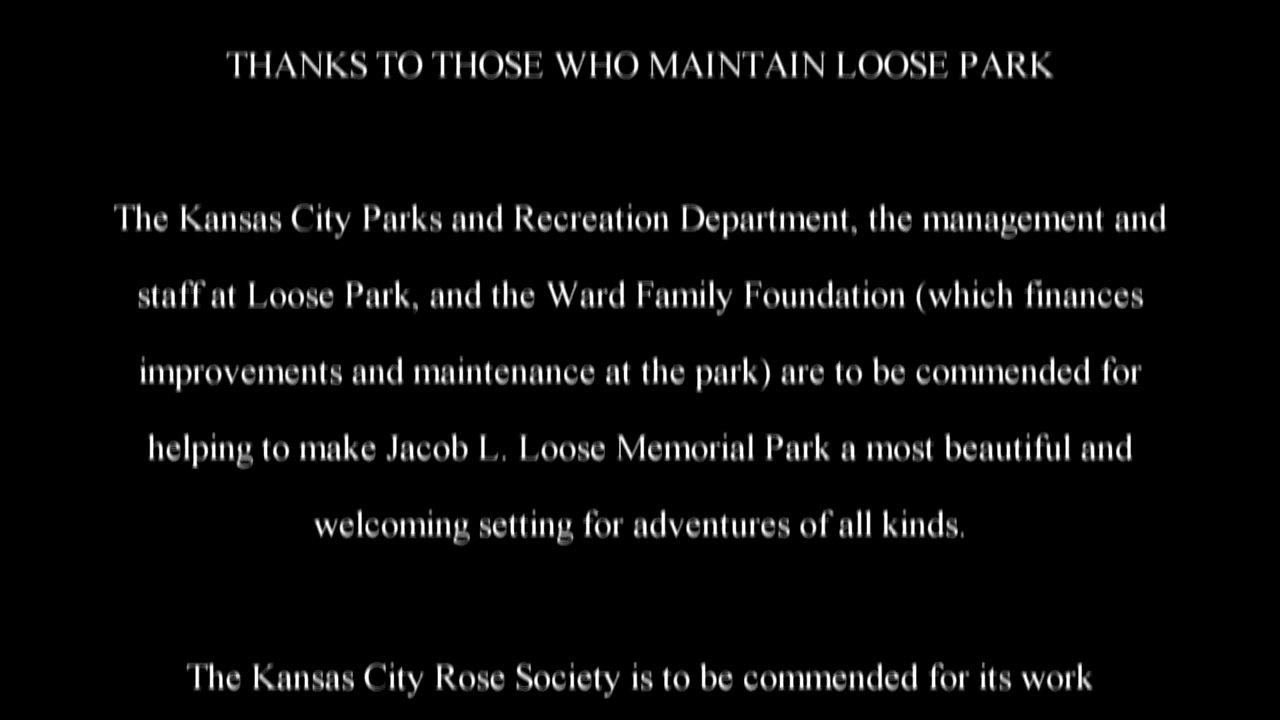 THANKS TO THOSE WHO MAINTAIN LOOSE PARK
The Kansas City Parks and Recreation Department, the management and
staff at Loose Park, and the Ward Family Foundation (which finances
improvements and maintenance at the park) are to be commended for
helping to make Jacob L. Loose Memorial Park a most beautiful and
welcoming setting for adventures of all kinds.
The Kansas City Rose Society is to be commended for its work